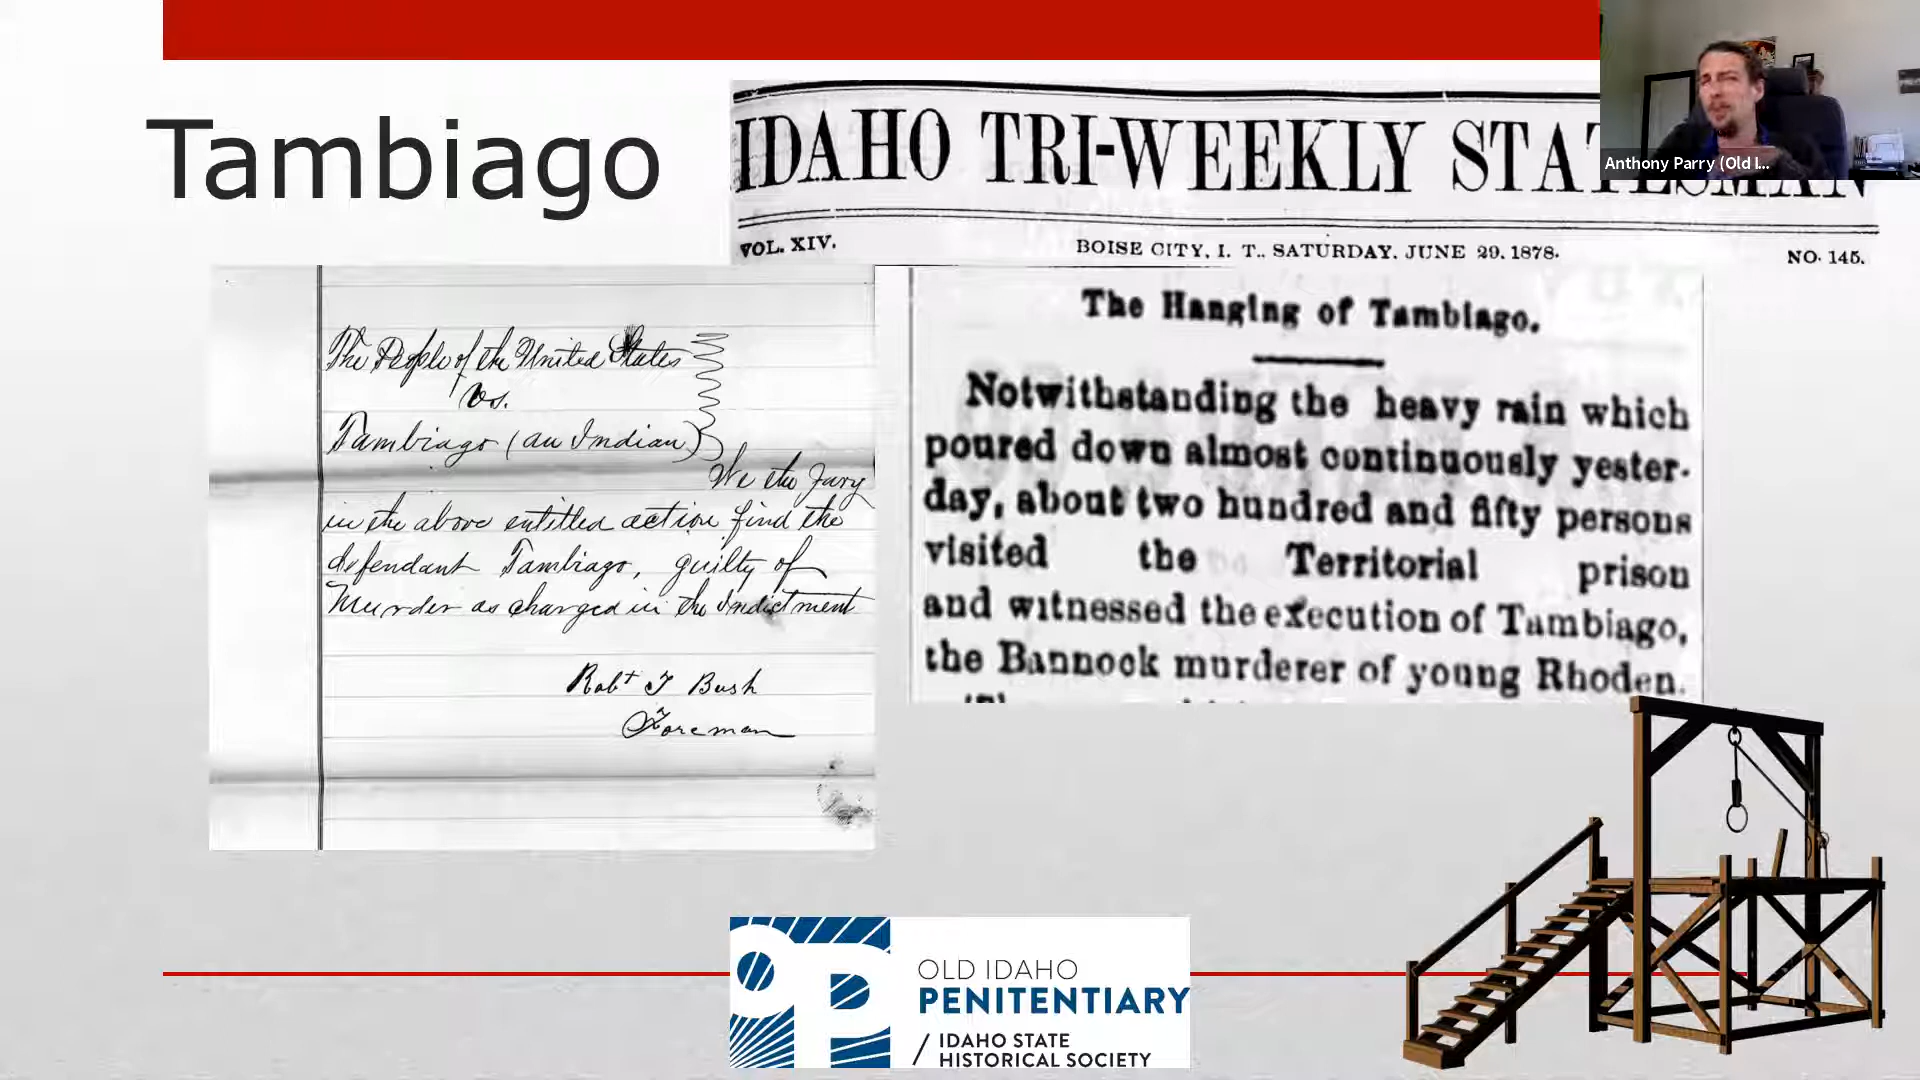 Tambiago
IDAHO TRI-WEEKLY STATESMAN
VOL. XIV.
BOISE CITY, I. T., SATURDAY, JUNE 29, 1878.
NO. 145.
Anthony Parry (Old I...
The People of the United States
Vs.
Tambiago (an Indian)
We the Jury
in the above entitled action find the
defendant Tambiago, guilty of
Murder as charged in the Indictment
Robt F Bush
Foreman
The Hanging of Tambiago.
Notwithstanding the heavy rain which
poured down almost continuously yester-
day, about two hundred and fifty persons
visited the Territorial prison
and witnessed the execution of Tambiago,
the Bannock murderer of young Rhoden.
OLD IDAHO
PENITENTIARY
/ IDAHO STATE
HISTORICAL SOCIETY